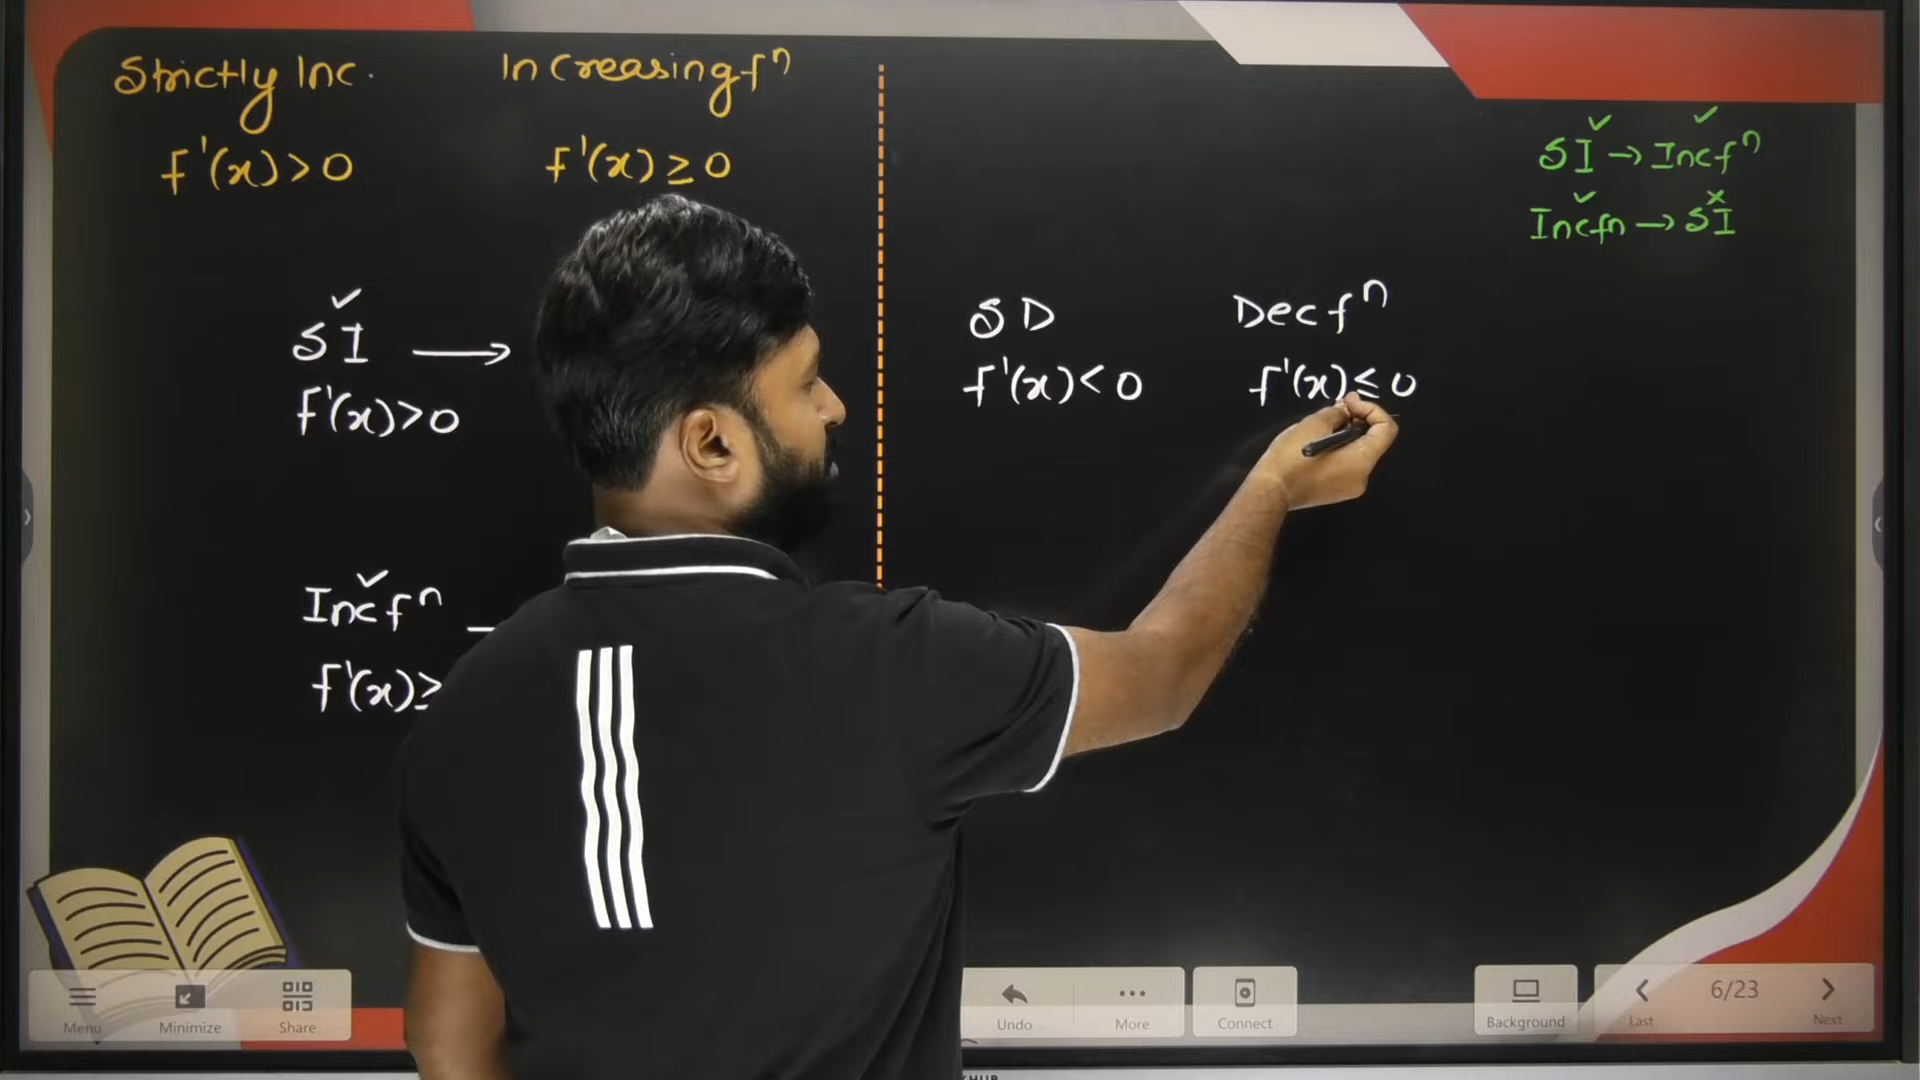 Strictly Inc.
Increasing fⁿ
f'(x) > 0
f'(x) ≥ 0
SI → Inc fⁿ
Inc fn → SI
SI →
f'(x) > 0
Inc fⁿ –
f'(x) ≥
SD
Dec fⁿ
f'(x) < 0
f'(x) ≤ 0
Menu
Minimize
Share
Undo
More
Connect
Background
Last
6/23
Next